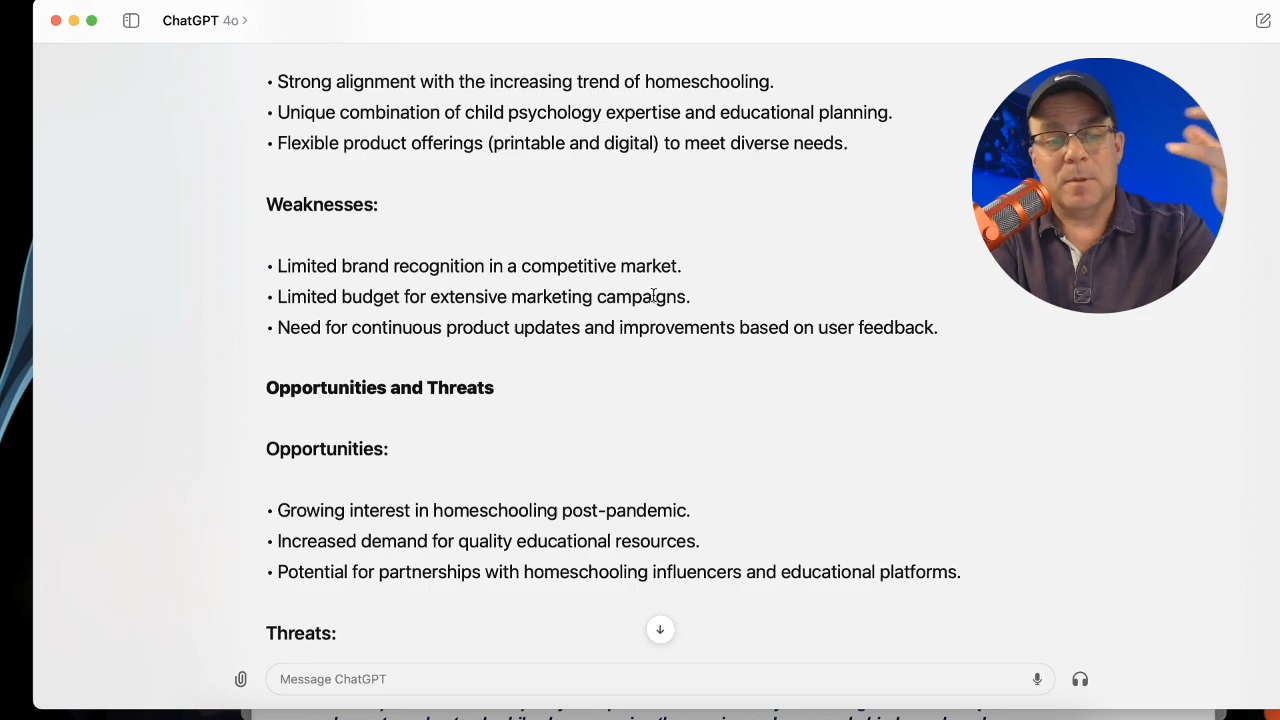 ChatGPT 4o >
• Strong alignment with the increasing trend of homeschooling.
• Unique combination of child psychology expertise and educational planning.
• Flexible product offerings (printable and digital) to meet diverse needs.
Weaknesses:
• Limited brand recognition in a competitive market.
• Limited budget for extensive marketing campaigns.
• Need for continuous product updates and improvements based on user feedback.
Opportunities and Threats
Opportunities:
• Growing interest in homeschooling post-pandemic.
• Increased demand for quality educational resources.
• Potential for partnerships with homeschooling influencers and educational platforms.
Threats:
Message ChatGPT